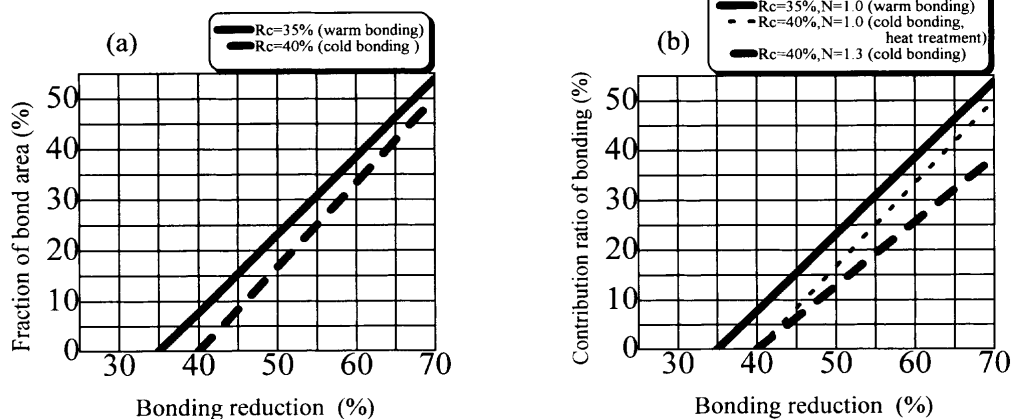 (a)
Rc=35% (warm bonding)
Rc=40% (cold bonding )
Fraction of bond area (%)
50
40
30
20
10
0
30 40 50 60 70
Bonding reduction (%)
(b)
Rc=35%,N=1.0 (warm bonding)
Rc=40%,N=1.0 (cold bonding,
heat treatment)
Rc=40%,N=1.3 (cold bonding)
Contribution ratio of bonding (%)
50
40
30
20
10
0
30 40 50 60 70
Bonding reduction (%)